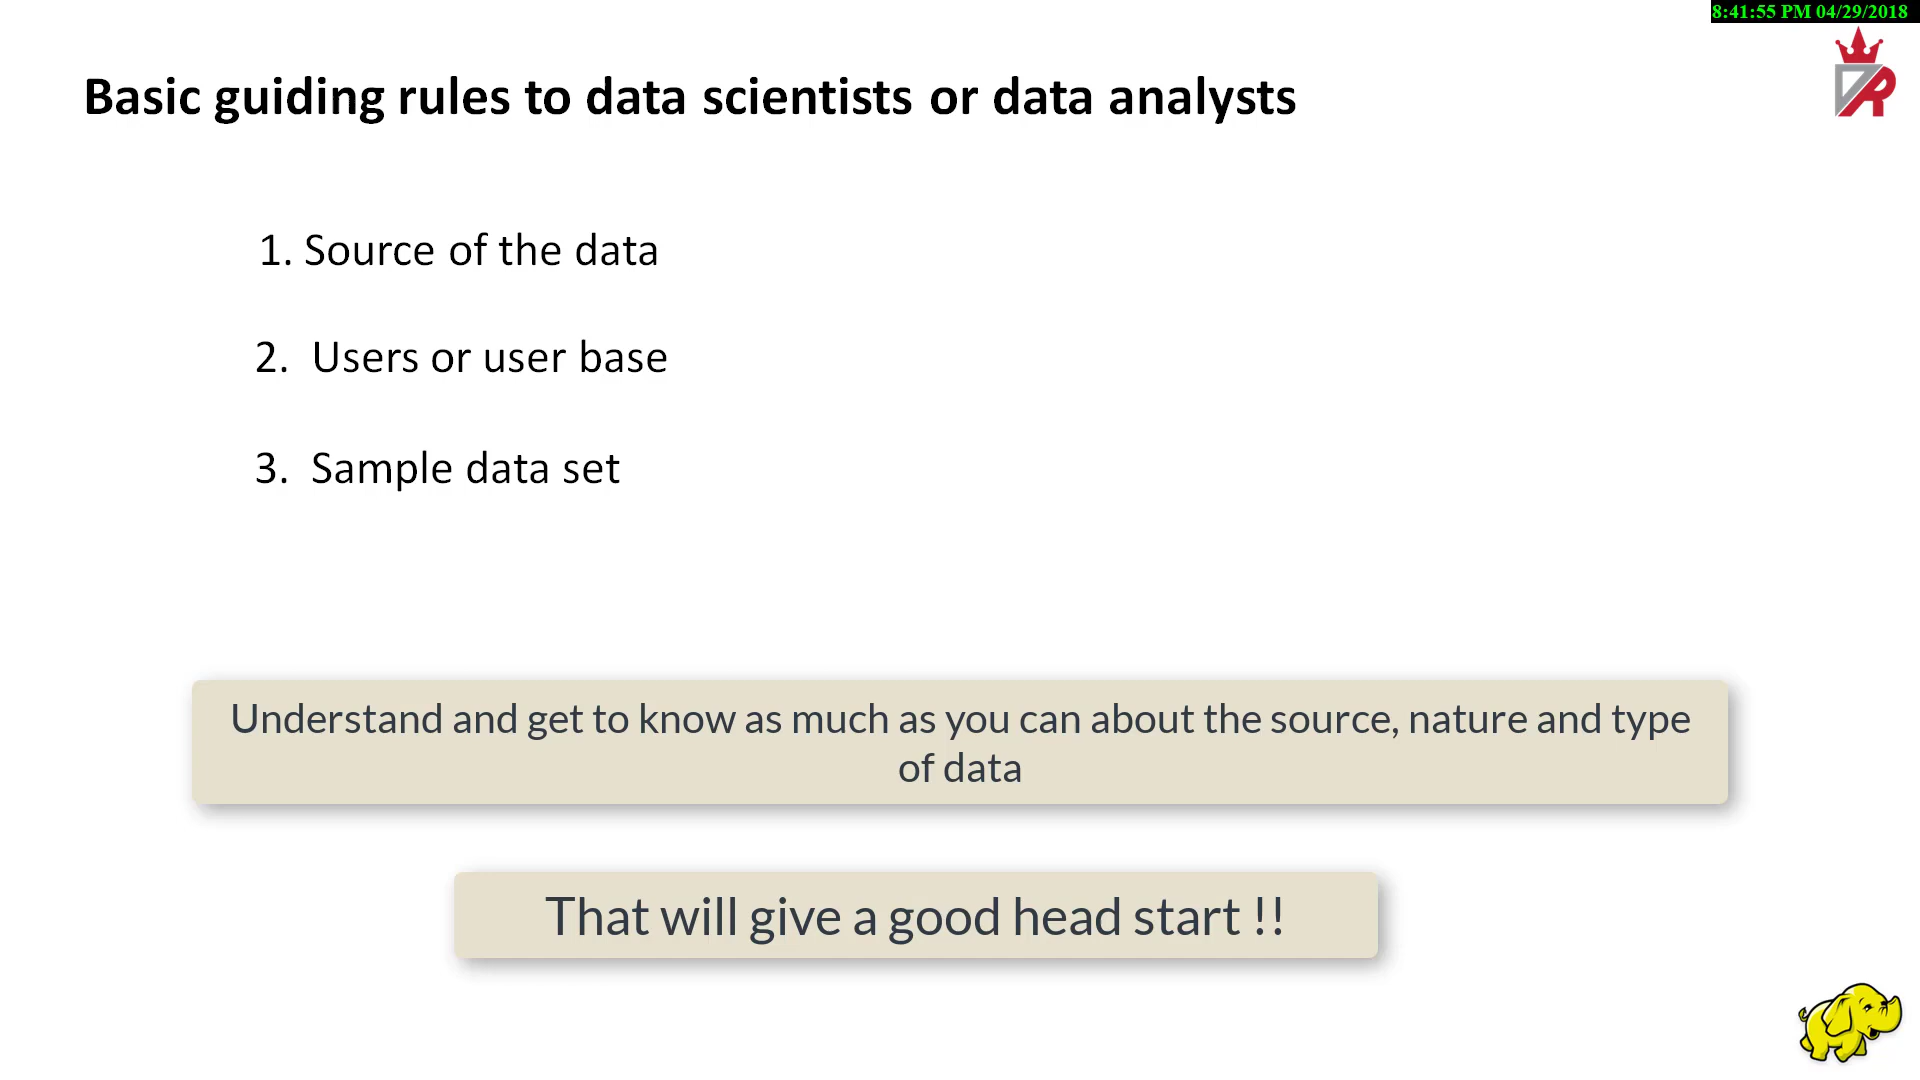 8:41:55 PM 04/29/2018
Basic guiding rules to data scientists or data analysts
1. Source of the data
2. Users or user base
3. Sample data set
Understand and get to know as much as you can about the source, nature and type
of data
That will give a good head start !!